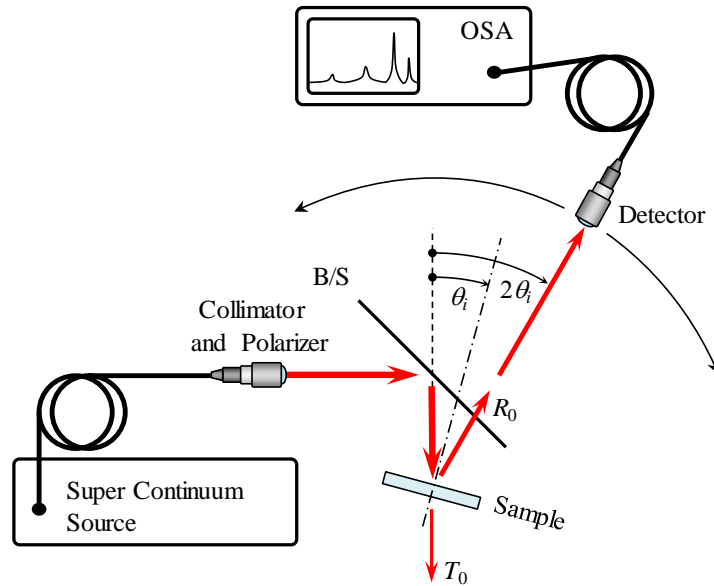 OSA
Detector
B/S
θi
2θi
Collimator
and Polarizer
R0
Super Continuum
Source
Sample
T0